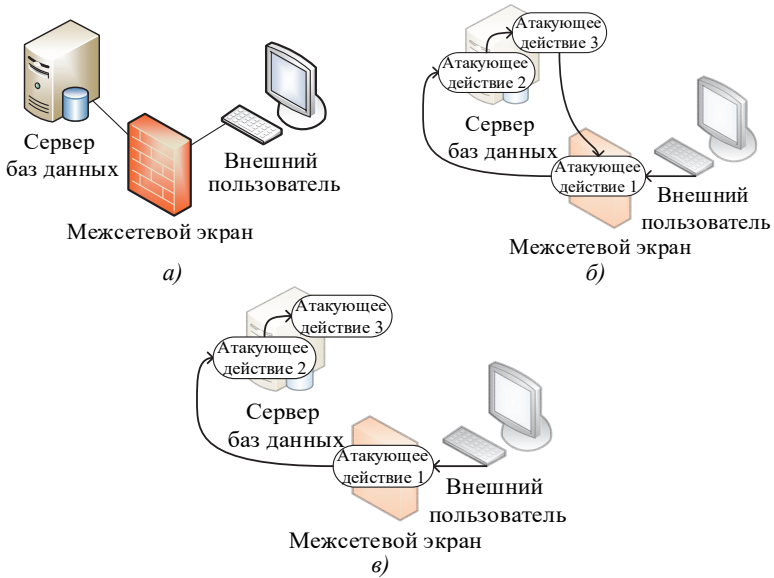 Сервер
баз данных
Внешний
пользователь
Межсетевой экран
а)
Атакующее
действие 3
Атакующее
действие 2
Сервер
баз данных
Атакующее
действие 1
Внешний
пользователь
Межсетевой экран
б)
Атакующее
действие 3
Атакующее
действие 2
Сервер
баз данных
Атакующее
действие 1
Внешний
пользователь
Межсетевой экран
в)